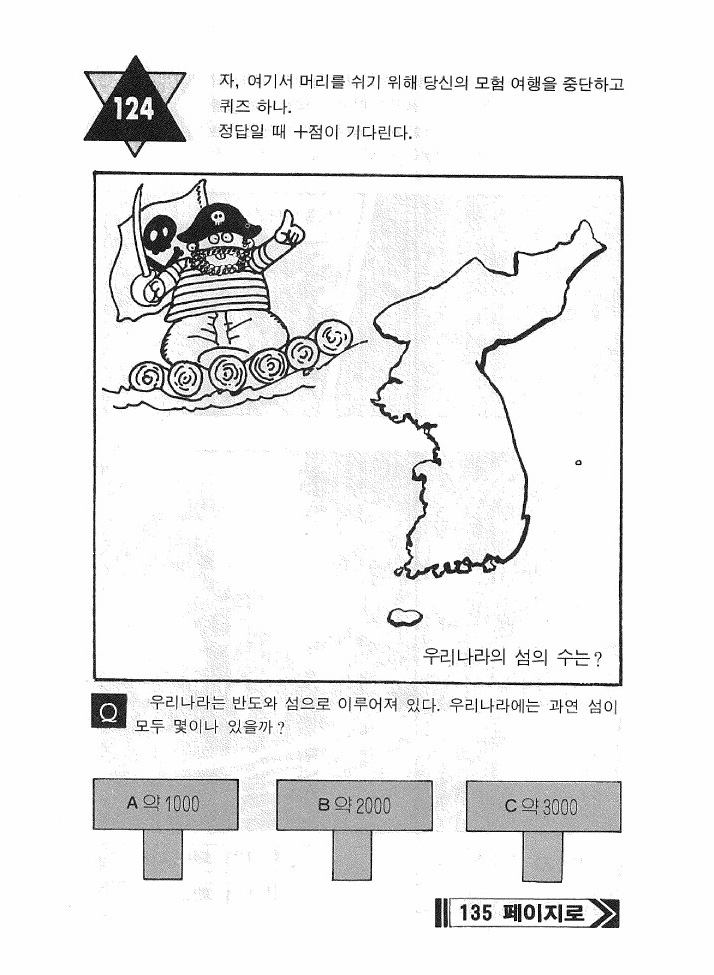 124
자, 여기서 머리를 쉬기 위해 당신의 모험 여행을 중단하고
퀴즈 하나.
정답일 때 十점이 기다린다.
우리나라의 섬의 수는?
Q
우리나라는 반도와 섬으로 이루어져 있다. 우리나라에는 과연 섬이
모두 몇이나 있을까?
A 약 1000
B 약 2000
C 약 3000
135 페이지로